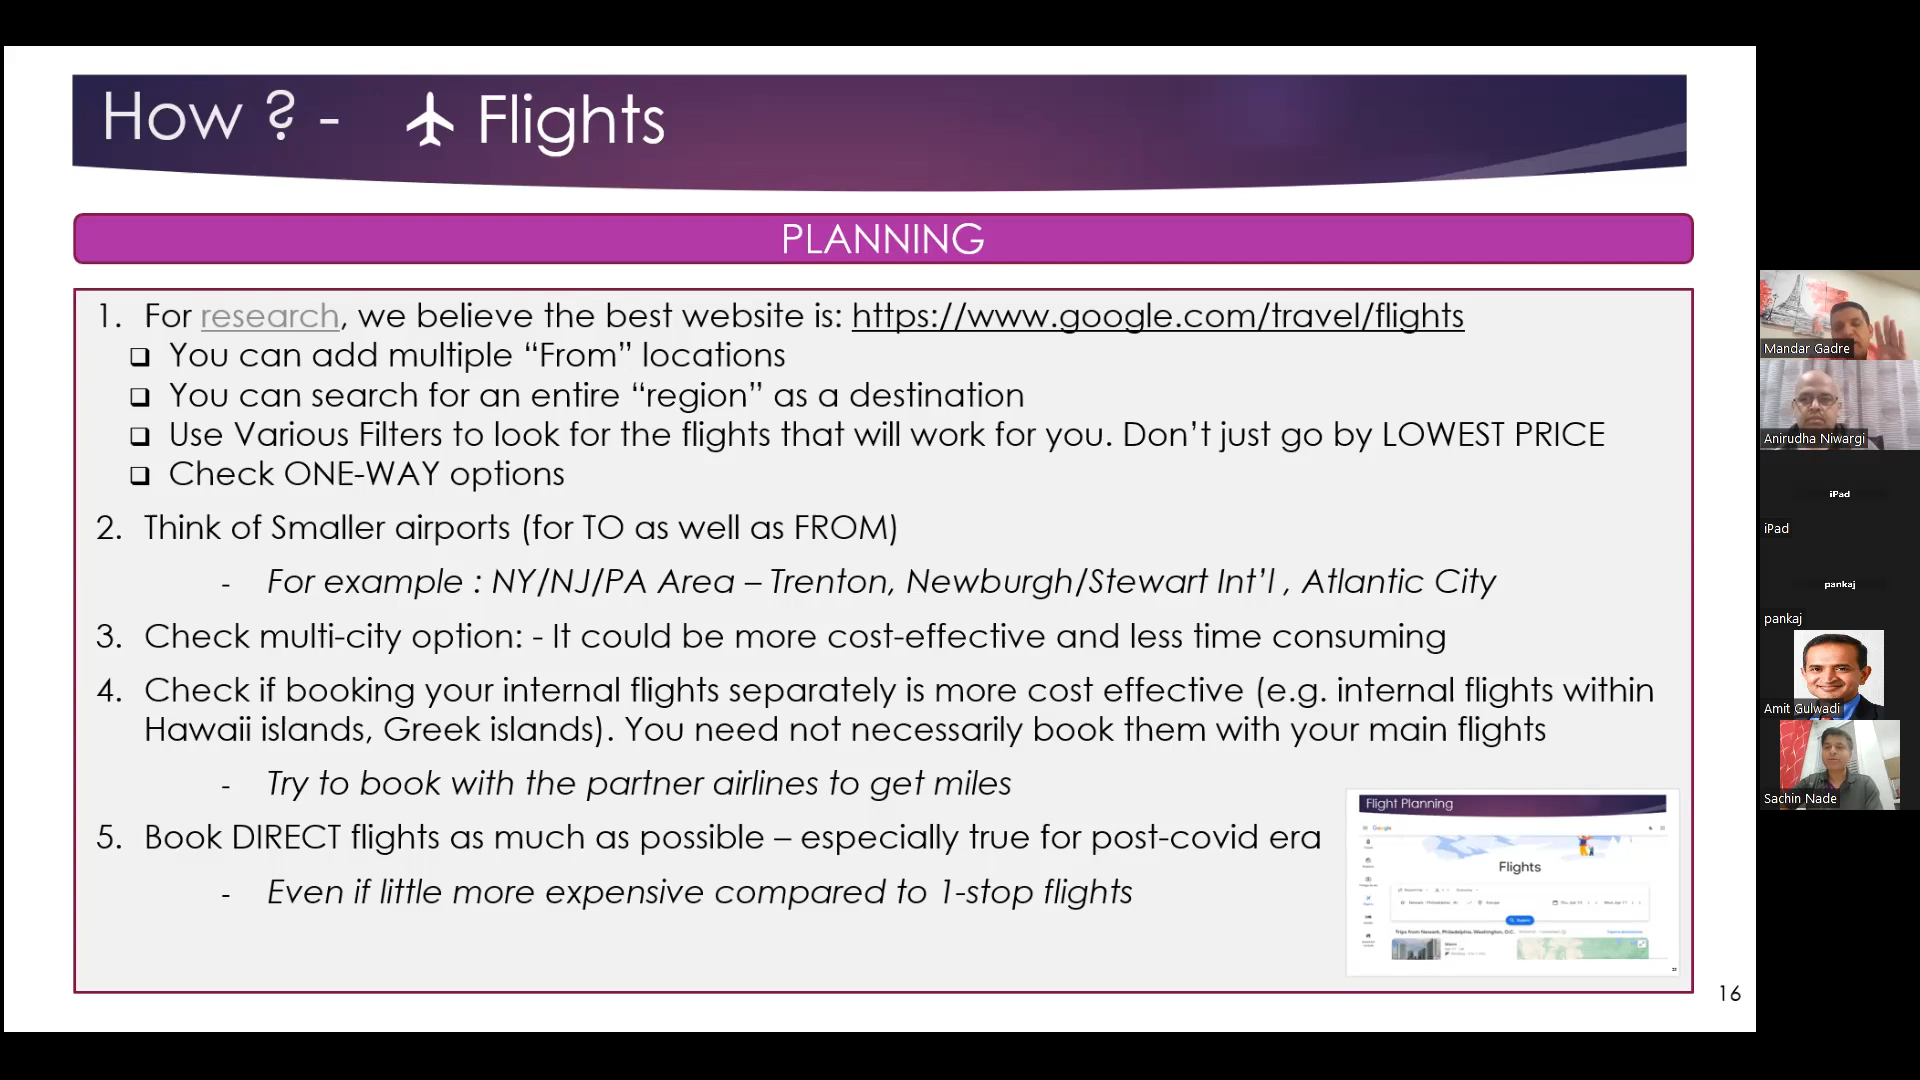 How ? - Flights
PLANNING
1. For research, we believe the best website is: https://www.google.com/travel/flights
❑ You can add multiple “From” locations
❑ You can search for an entire “region” as a destination
❑ Use Various Filters to look for the flights that will work for you. Don’t just go by LOWEST PRICE
❑ Check ONE-WAY options
2. Think of Smaller airports (for TO as well as FROM)
- For example : NY/NJ/PA Area – Trenton, Newburgh/Stewart Int’l , Atlantic City
3. Check multi-city option: - It could be more cost-effective and less time consuming
4. Check if booking your internal flights separately is more cost effective (e.g. internal flights within
Hawaii islands, Greek islands). You need not necessarily book them with your main flights
- Try to book with the partner airlines to get miles
5. Book DIRECT flights as much as possible – especially true for post-covid era
- Even if little more expensive compared to 1-stop flights
Flight Planning
Google
Flights
Trips from Newark, Philadelphia, Washington, D.C.
16
Mandar Gadre
Anirudha Niwargi
iPad
iPad
pankaj
pankaj
Amit Gulwadi
Sachin Nade